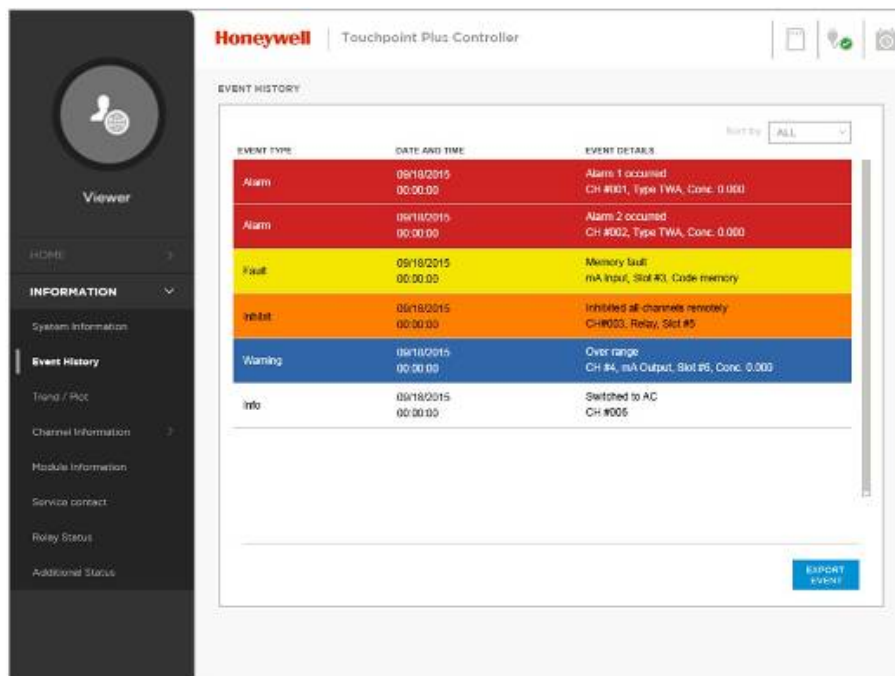 Honeywell
Touchpoint Plus Controller
EVENT HISTORY
Viewer
HOME
INFORMATION
System Information
Event History
Trend / Plot
Channel Information
Module Information
Service contact
Relay Status
Additional Status
Sort by ALL
EVENT TYPE DATE AND TIME EVENT DETAILS
Alarm 09/18/2015 Alarm 1 occurred
00:00:00 CH #001, Type TWA, Conc. 0.000
Alarm 09/18/2015 Alarm 2 occurred
00:00:00 CH #002, Type TWA, Conc. 0.000
Fault 09/18/2015 Memory fault
00:00:00 mA Input, Slot #3, Code memory
Inhibit 09/18/2015 Inhibited all channels remotely
00:00:00 CH#003, Relay, Slot #5
Warning 09/18/2015 Over range
00:00:00 CH #4, mA Output, Slot #6, Conc. 0.000
Info 09/18/2015 Switched to AC
00:00:00 CH #006
EXPORT
EVENT